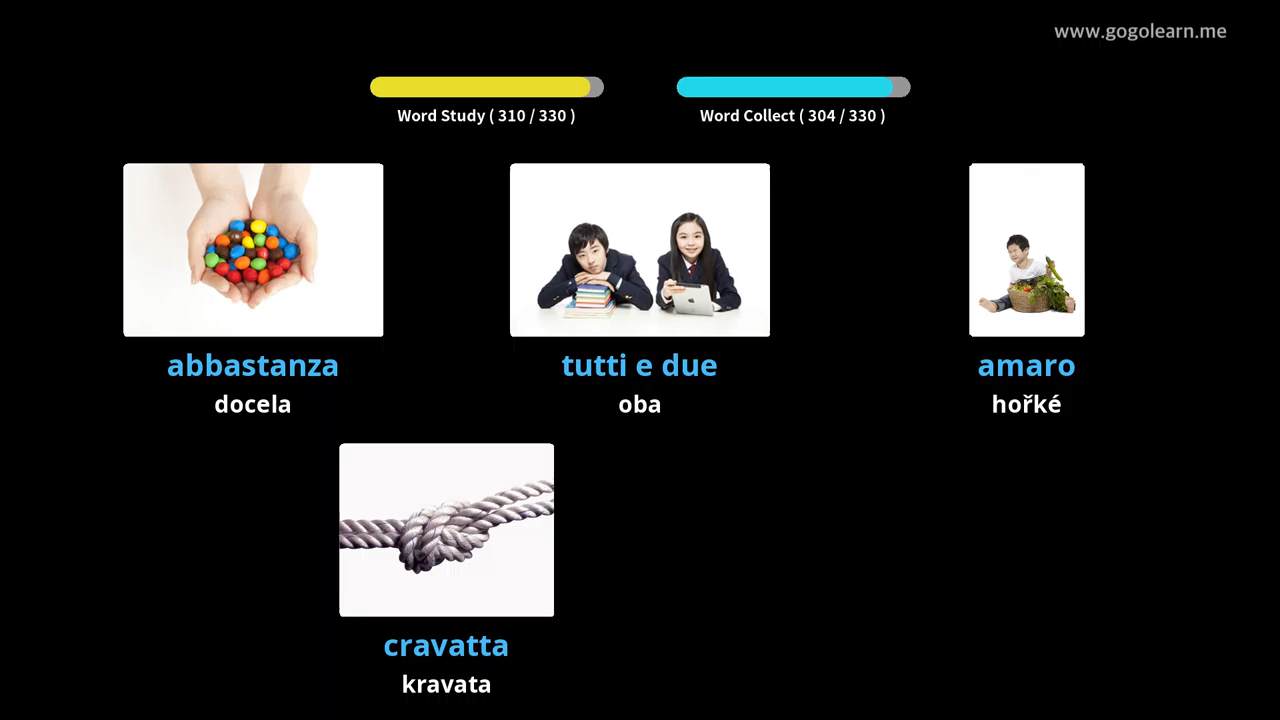 www.gogolearn.me
Word Study ( 310 / 330 )
Word Collect ( 304 / 330 )
abbastanza
docela
tutti e due
oba
amaro
hořké
cravatta
kravata